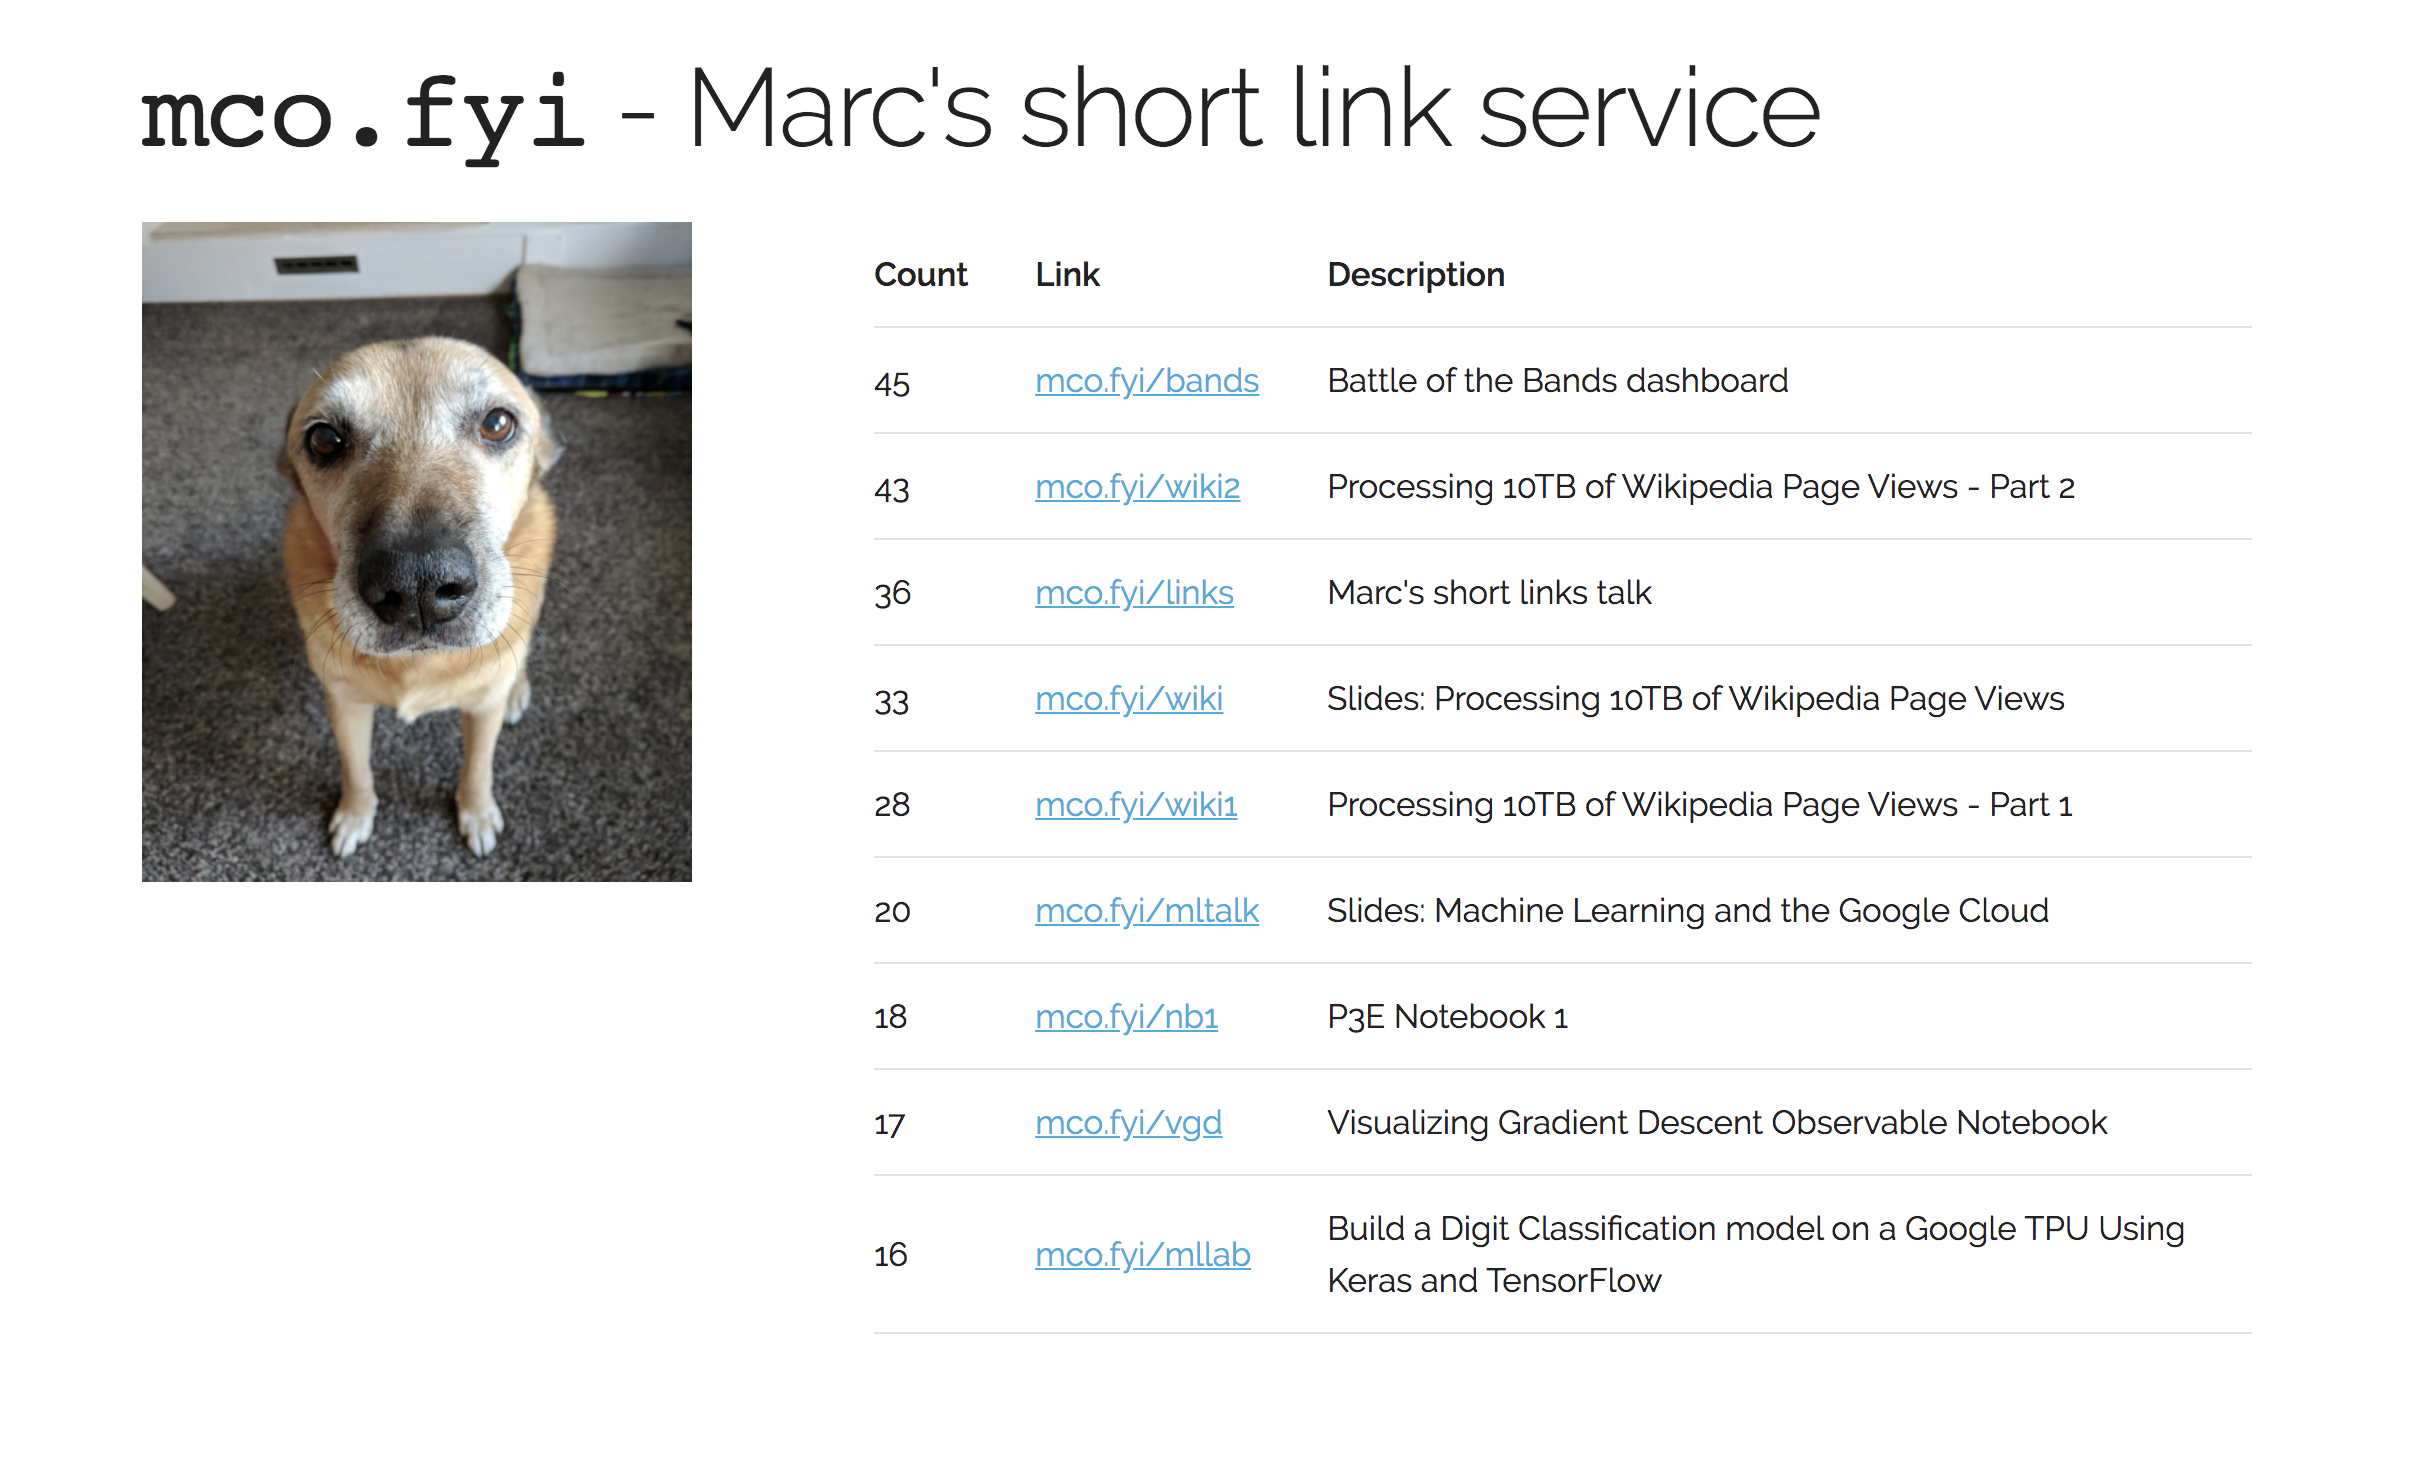 mco.fyi - Marc's short link service
Count Link Description
45 mco.fyi/bands Battle of the Bands dashboard
43 mco.fyi/wiki2 Processing 10TB of Wikipedia Page Views - Part 2
36 mco.fyi/links Marc's short links talk
33 mco.fyi/wiki Slides: Processing 10TB of Wikipedia Page Views
28 mco.fyi/wiki1 Processing 10TB of Wikipedia Page Views - Part 1
20 mco.fyi/mltalk Slides: Machine Learning and the Google Cloud
18 mco.fyi/nb1 P3E Notebook 1
17 mco.fyi/vgd Visualizing Gradient Descent Observable Notebook
16 mco.fyi/mllab Build a Digit Classification model on a Google TPU Using
Keras and TensorFlow